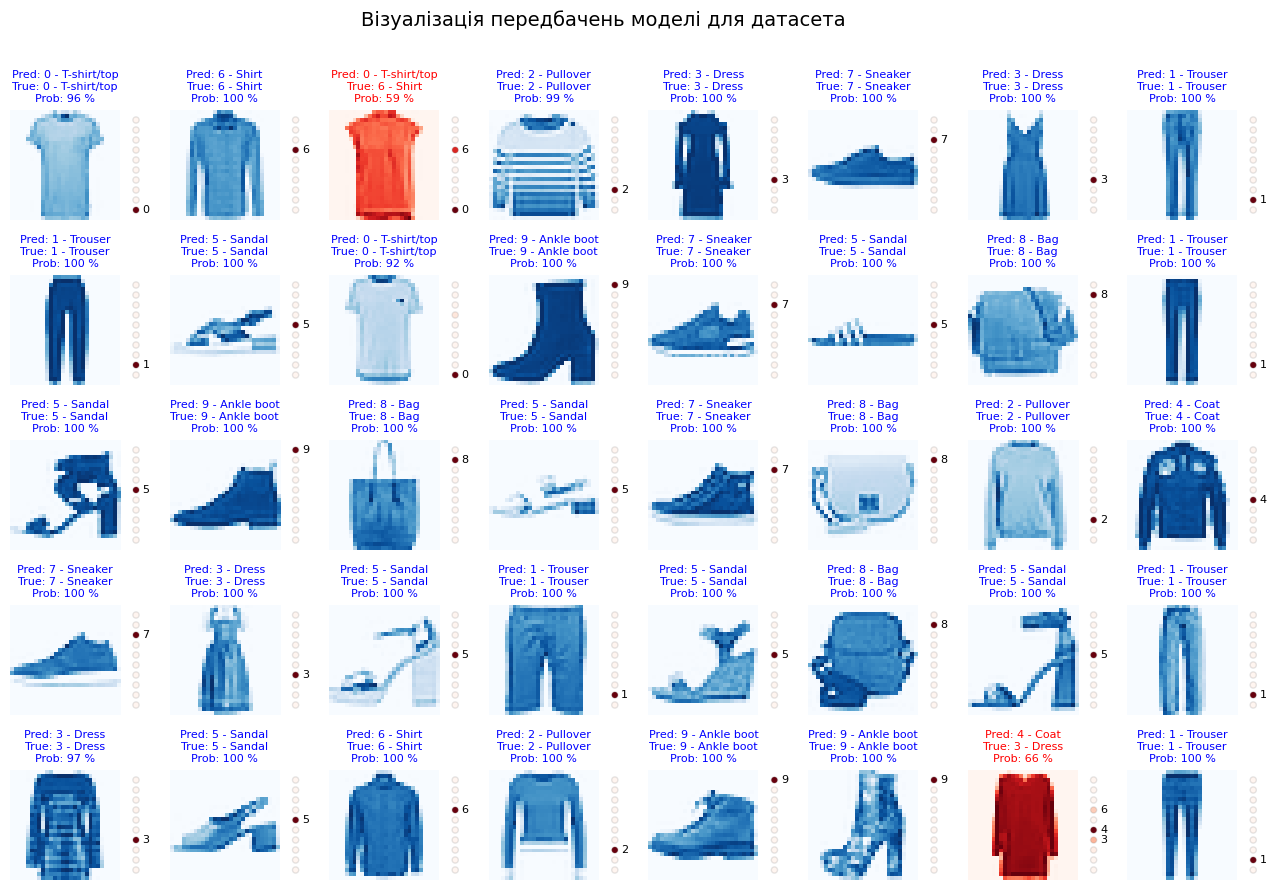 Візуалізація передбачень моделі для датасета
Pred: 0 - T-shirt/top
True: 0 - T-shirt/top
Prob: 96 %
0
Pred: 6 - Shirt
True: 6 - Shirt
Prob: 100 %
6
Pred: 0 - T-shirt/top
True: 6 - Shirt
Prob: 59 %
6
0
Pred: 2 - Pullover
True: 2 - Pullover
Prob: 99 %
2
Pred: 3 - Dress
True: 3 - Dress
Prob: 100 %
3
Pred: 7 - Sneaker
True: 7 - Sneaker
Prob: 100 %
7
Pred: 3 - Dress
True: 3 - Dress
Prob: 100 %
3
Pred: 1 - Trouser
True: 1 - Trouser
Prob: 100 %
1
Pred: 1 - Trouser
True: 1 - Trouser
Prob: 100 %
1
Pred: 5 - Sandal
True: 5 - Sandal
Prob: 100 %
5
Pred: 0 - T-shirt/top
True: 0 - T-shirt/top
Prob: 92 %
0
Pred: 9 - Ankle boot
True: 9 - Ankle boot
Prob: 100 %
9
Pred: 7 - Sneaker
True: 7 - Sneaker
Prob: 100 %
7
Pred: 5 - Sandal
True: 5 - Sandal
Prob: 100 %
5
Pred: 8 - Bag
True: 8 - Bag
Prob: 100 %
8
Pred: 1 - Trouser
True: 1 - Trouser
Prob: 100 %
1
Pred: 5 - Sandal
True: 5 - Sandal
Prob: 100 %
5
Pred: 9 - Ankle boot
True: 9 - Ankle boot
Prob: 100 %
9
Pred: 8 - Bag
True: 8 - Bag
Prob: 100 %
8
Pred: 5 - Sandal
True: 5 - Sandal
Prob: 100 %
5
Pred: 7 - Sneaker
True: 7 - Sneaker
Prob: 100 %
7
Pred: 8 - Bag
True: 8 - Bag
Prob: 100 %
8
Pred: 2 - Pullover
True: 2 - Pullover
Prob: 100 %
2
Pred: 4 - Coat
True: 4 - Coat
Prob: 100 %
4
Pred: 7 - Sneaker
True: 7 - Sneaker
Prob: 100 %
7
Pred: 3 - Dress
True: 3 - Dress
Prob: 100 %
3
Pred: 5 - Sandal
True: 5 - Sandal
Prob: 100 %
5
Pred: 1 - Trouser
True: 1 - Trouser
Prob: 100 %
1
Pred: 5 - Sandal
True: 5 - Sandal
Prob: 100 %
5
Pred: 8 - Bag
True: 8 - Bag
Prob: 100 %
8
Pred: 5 - Sandal
True: 5 - Sandal
Prob: 100 %
5
Pred: 1 - Trouser
True: 1 - Trouser
Prob: 100 %
1
Pred: 3 - Dress
True: 3 - Dress
Prob: 97 %
3
Pred: 5 - Sandal
True: 5 - Sandal
Prob: 100 %
5
Pred: 6 - Shirt
True: 6 - Shirt
Prob: 100 %
6
Pred: 2 - Pullover
True: 2 - Pullover
Prob: 100 %
2
Pred: 9 - Ankle boot
True: 9 - Ankle boot
Prob: 100 %
9
Pred: 9 - Ankle boot
True: 9 - Ankle boot
Prob: 100 %
9
Pred: 4 - Coat
True: 3 - Dress
Prob: 66 %
6
4
3
Pred: 1 - Trouser
True: 1 - Trouser
Prob: 100 %
1